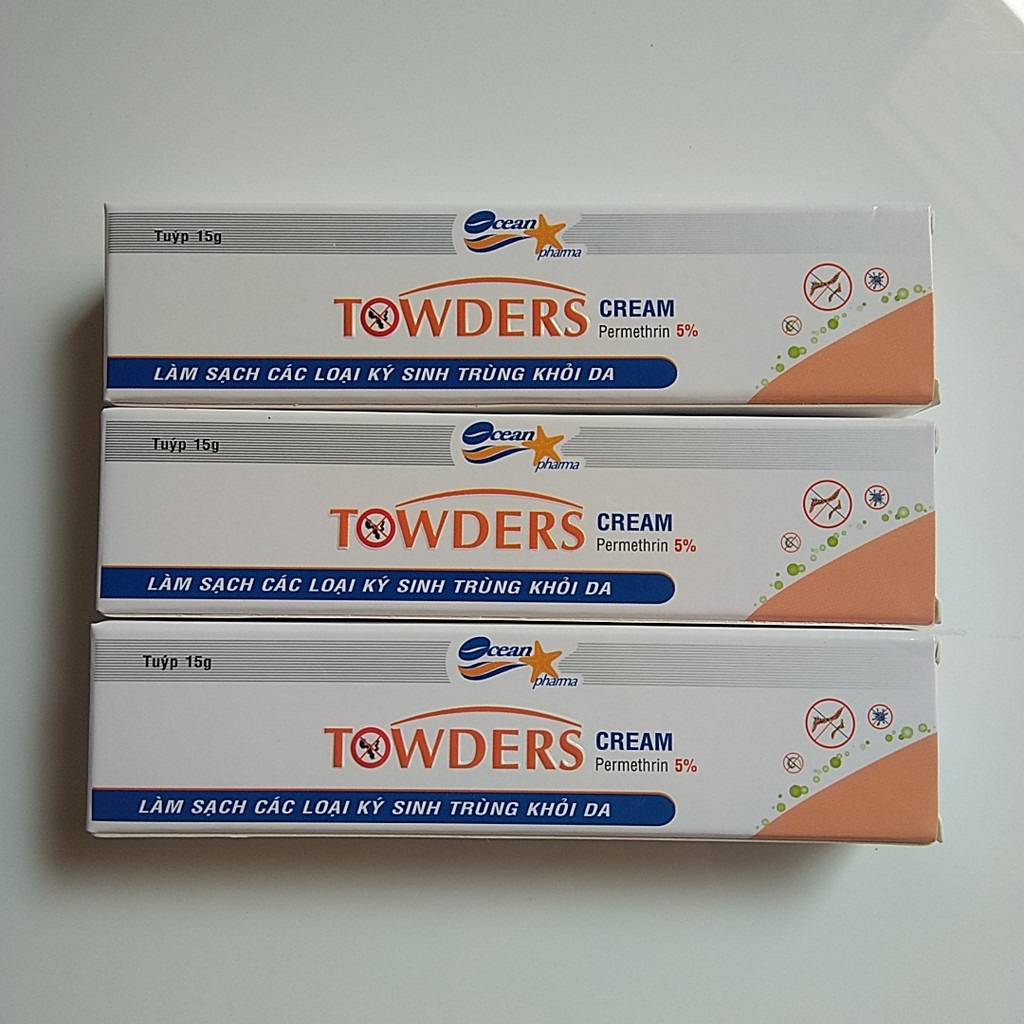 Tuýp 15g
Ocean pharma
TOWDERS CREAM
Permethrin 5%
LÀM SẠCH CÁC LOẠI KÝ SINH TRÙNG KHỎI DA
Tuýp 15g
Ocean pharma
TOWDERS CREAM
Permethrin 5%
LÀM SẠCH CÁC LOẠI KÝ SINH TRÙNG KHỎI DA
Tuýp 15g
Ocean pharma
TOWDERS CREAM
Permethrin 5%
LÀM SẠCH CÁC LOẠI KÝ SINH TRÙNG KHỎI DA